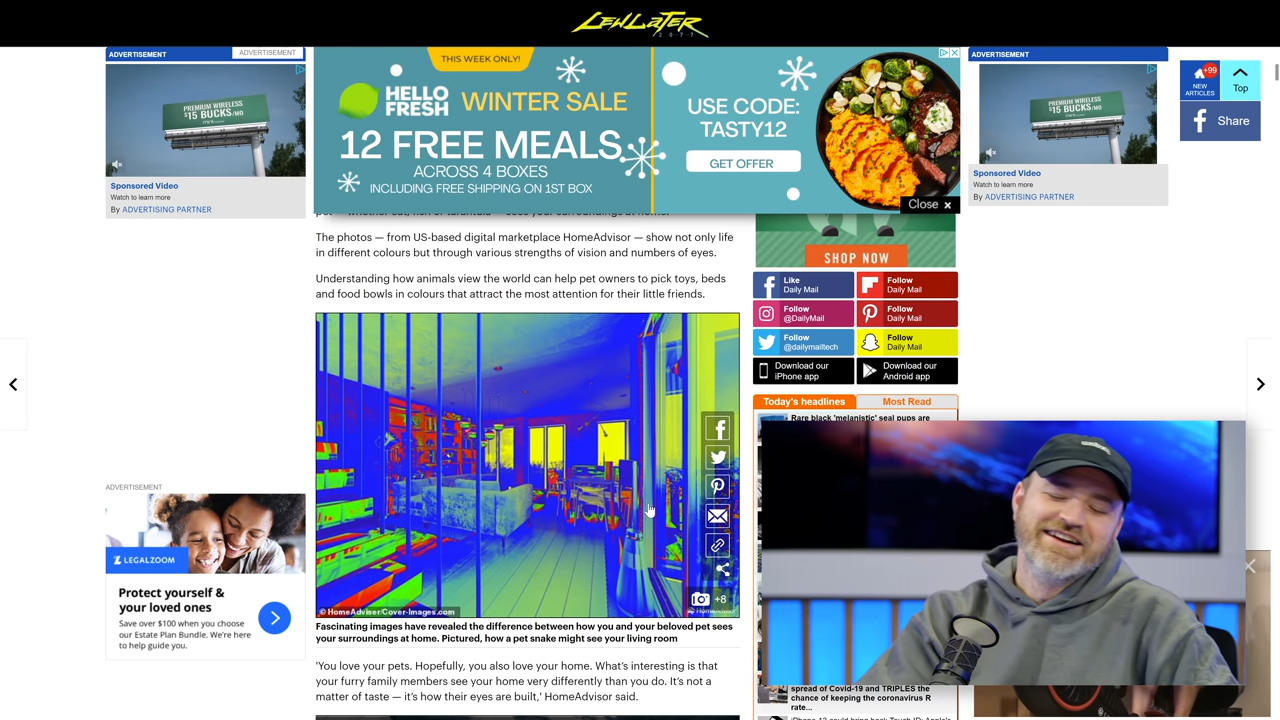 LEWLATER
2077
ADVERTISEMENT
ADVERTISEMENT
PREMIUM WIRELESS
$15 BUCKS/MO
Sponsored Video
Watch to learn more
By ADVERTISING PARTNER
THIS WEEK ONLY!
HELLO
FRESH
WINTER SALE
12 FREE MEALS
ACROSS 4 BOXES
INCLUDING FREE SHIPPING ON 1ST BOX
USE CODE:
TASTY12
GET OFFER
Close ×
ADVERTISEMENT
PREMIUM WIRELESS
$15 BUCKS/MO
Sponsored Video
Watch to learn more
By ADVERTISING PARTNER
+99
NEW
ARTICLES
Top
Share
The photos — from US-based digital marketplace HomeAdvisor — show not only life
in different colours but through various strengths of vision and numbers of eyes.
Understanding how animals view the world can help pet owners to pick toys, beds
and food bowls in colours that attract the most attention for their little friends.
+8
© HomeAdviser/Cover-Images.com
Fascinating images have revealed the difference between how you and your beloved pet sees
your surroundings at home. Pictured, how a pet snake might see your living room
'You love your pets. Hopefully, you also love your home. What's interesting is that
your furry family members see your home very differently than you do. It's not a
matter of taste — it's how their eyes are built,' HomeAdvisor said.
SHOP NOW
Like
Daily Mail
Follow
Daily Mail
Follow
@DailyMail
Follow
Daily Mail
Follow
@dailymailtech
Follow
Daily Mail
Download our
iPhone app
Download our
Android app
Today's headlines
Most Read
Rare black 'melanistic' seal pups are
spread of Covid-19 and TRIPLES the
chance of keeping the coronavirus R
rate...
ADVERTISEMENT
LEGALZOOM
Protect yourself &
your loved ones
Save over $100 when you choose
our Estate Plan Bundle. We're here
to help guide you.